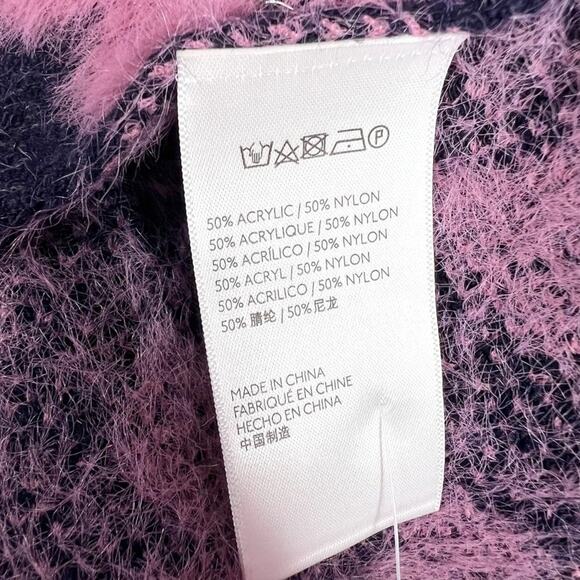 P
50% ACRYLIC / 50% NYLON
50% ACRYLIQUE / 50% NYLON
50% ACRÍLICO / 50% NYLON
50% ACRYL / 50% NYLON
50% ACRILICO / 50% NYLON
50% 腈纶 / 50% 尼龙
MADE IN CHINA
FABRIQUÉ EN CHINE
HECHO EN CHINA
中国制造